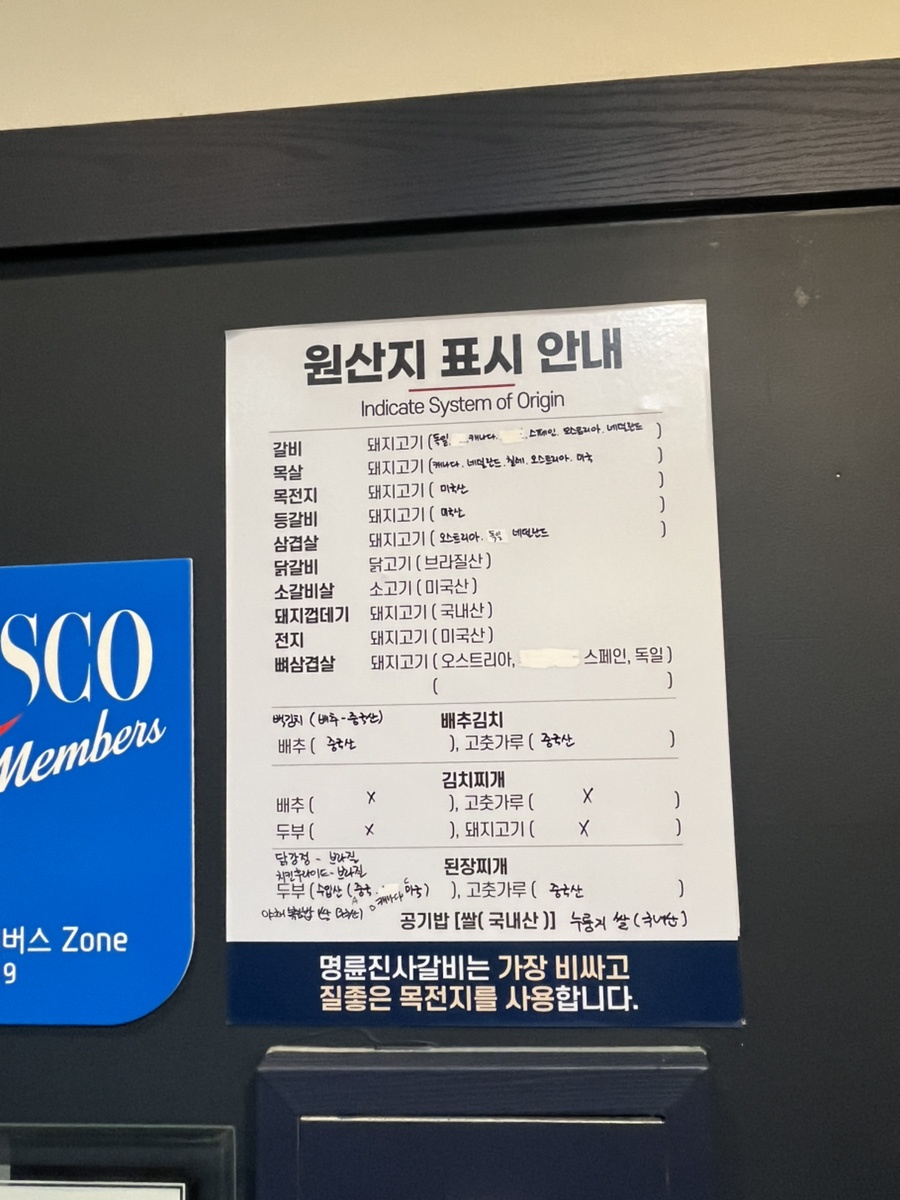 원산지 표시 안내
Indicate System of Origin
갈비 돼지고기 (독일, 캐나다, 스페인, 오스트리아, 네덜란드 )
목살 돼지고기 (캐나다, 네덜란드, 칠레, 오스트리아, 미국 )
목전지 돼지고기 ( 미국산 )
등갈비 돼지고기 ( 미국산 )
삼겹살 돼지고기 ( 오스트리아, 독일 네덜란드 )
닭갈비 닭고기 ( 브라질산 )
소갈비살 소고기 ( 미국산 )
돼지껍데기 돼지고기 ( 국내산 )
전지 돼지고기 ( 미국산 )
뼈삼겹살 돼지고기 ( 오스트리아, 스페인, 독일 )
( )
백김치 (배추-중국산) 배추김치
배추 ( 중국산 ), 고춧가루 ( 중국산 )
김치찌개
배추 ( X ), 고춧가루 ( X )
두부 ( X ), 돼지고기 ( X )
닭강정 - 브라질
치킨후라이드-브라질 된장찌개
두부 (수입산 (중국, 캐나다, 미국) ), 고춧가루 ( 중국산 )
야채볶음밥
공기밥 [쌀( 국내산 )] 누룽지 쌀 (국내산)
명륜진사갈비는 가장 비싸고
질좋은 목전지를 사용합니다.
SCO
Members
버스 Zone
9